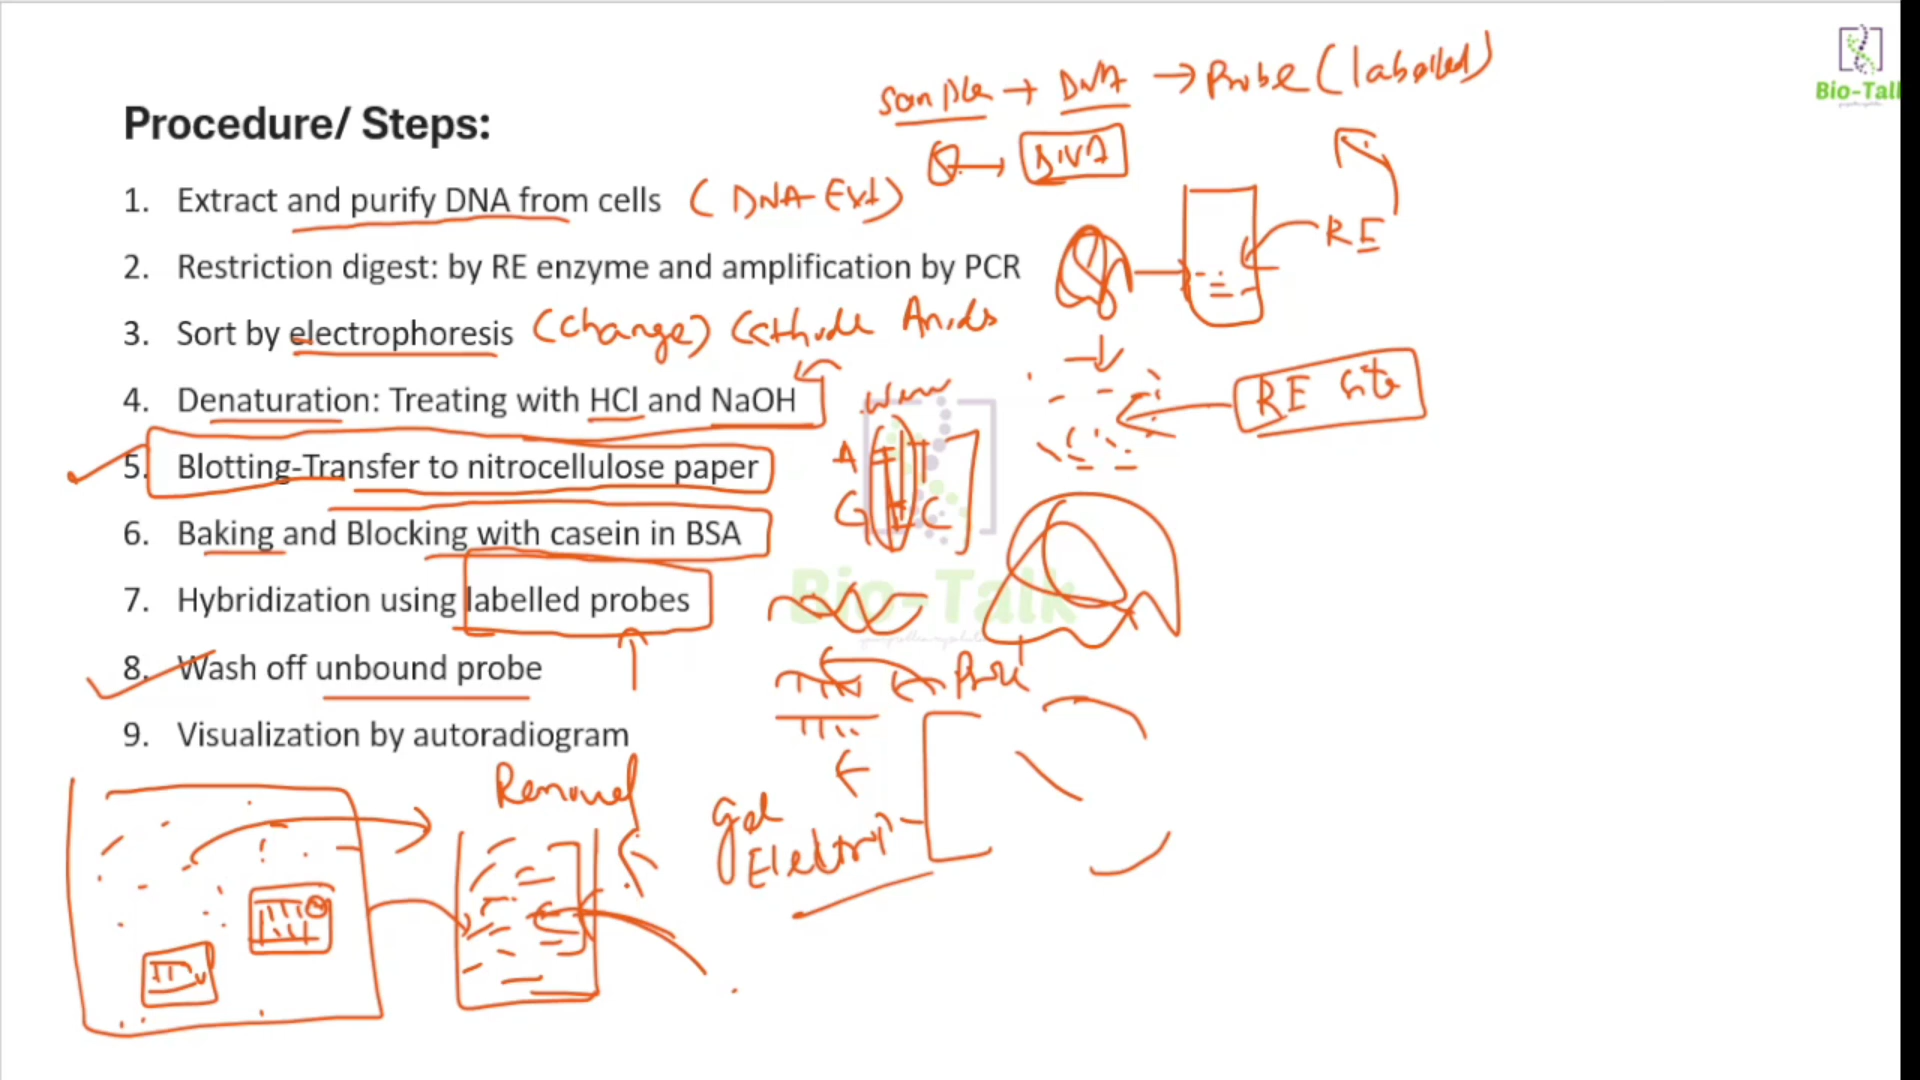 Sample → DNA → Probe (labelled)
DNA
Procedure/ Steps:
1. Extract and purify DNA from cells (DNA Ext)
RE
2. Restriction digest: by RE enzyme and amplification by PCR
3. Sort by electrophoresis (Change) Cathode Anode
4. Denaturation: Treating with HCl and NaOH
RE site
5. Blotting-Transfer to nitrocellulose paper
A T
G C
6. Baking and Blocking with casein in BSA
7. Hybridization using labelled probes
Bio-Talk
8. Wash off unbound probe
9. Visualization by autoradiogram
Removal
Gel
Bio-Talk